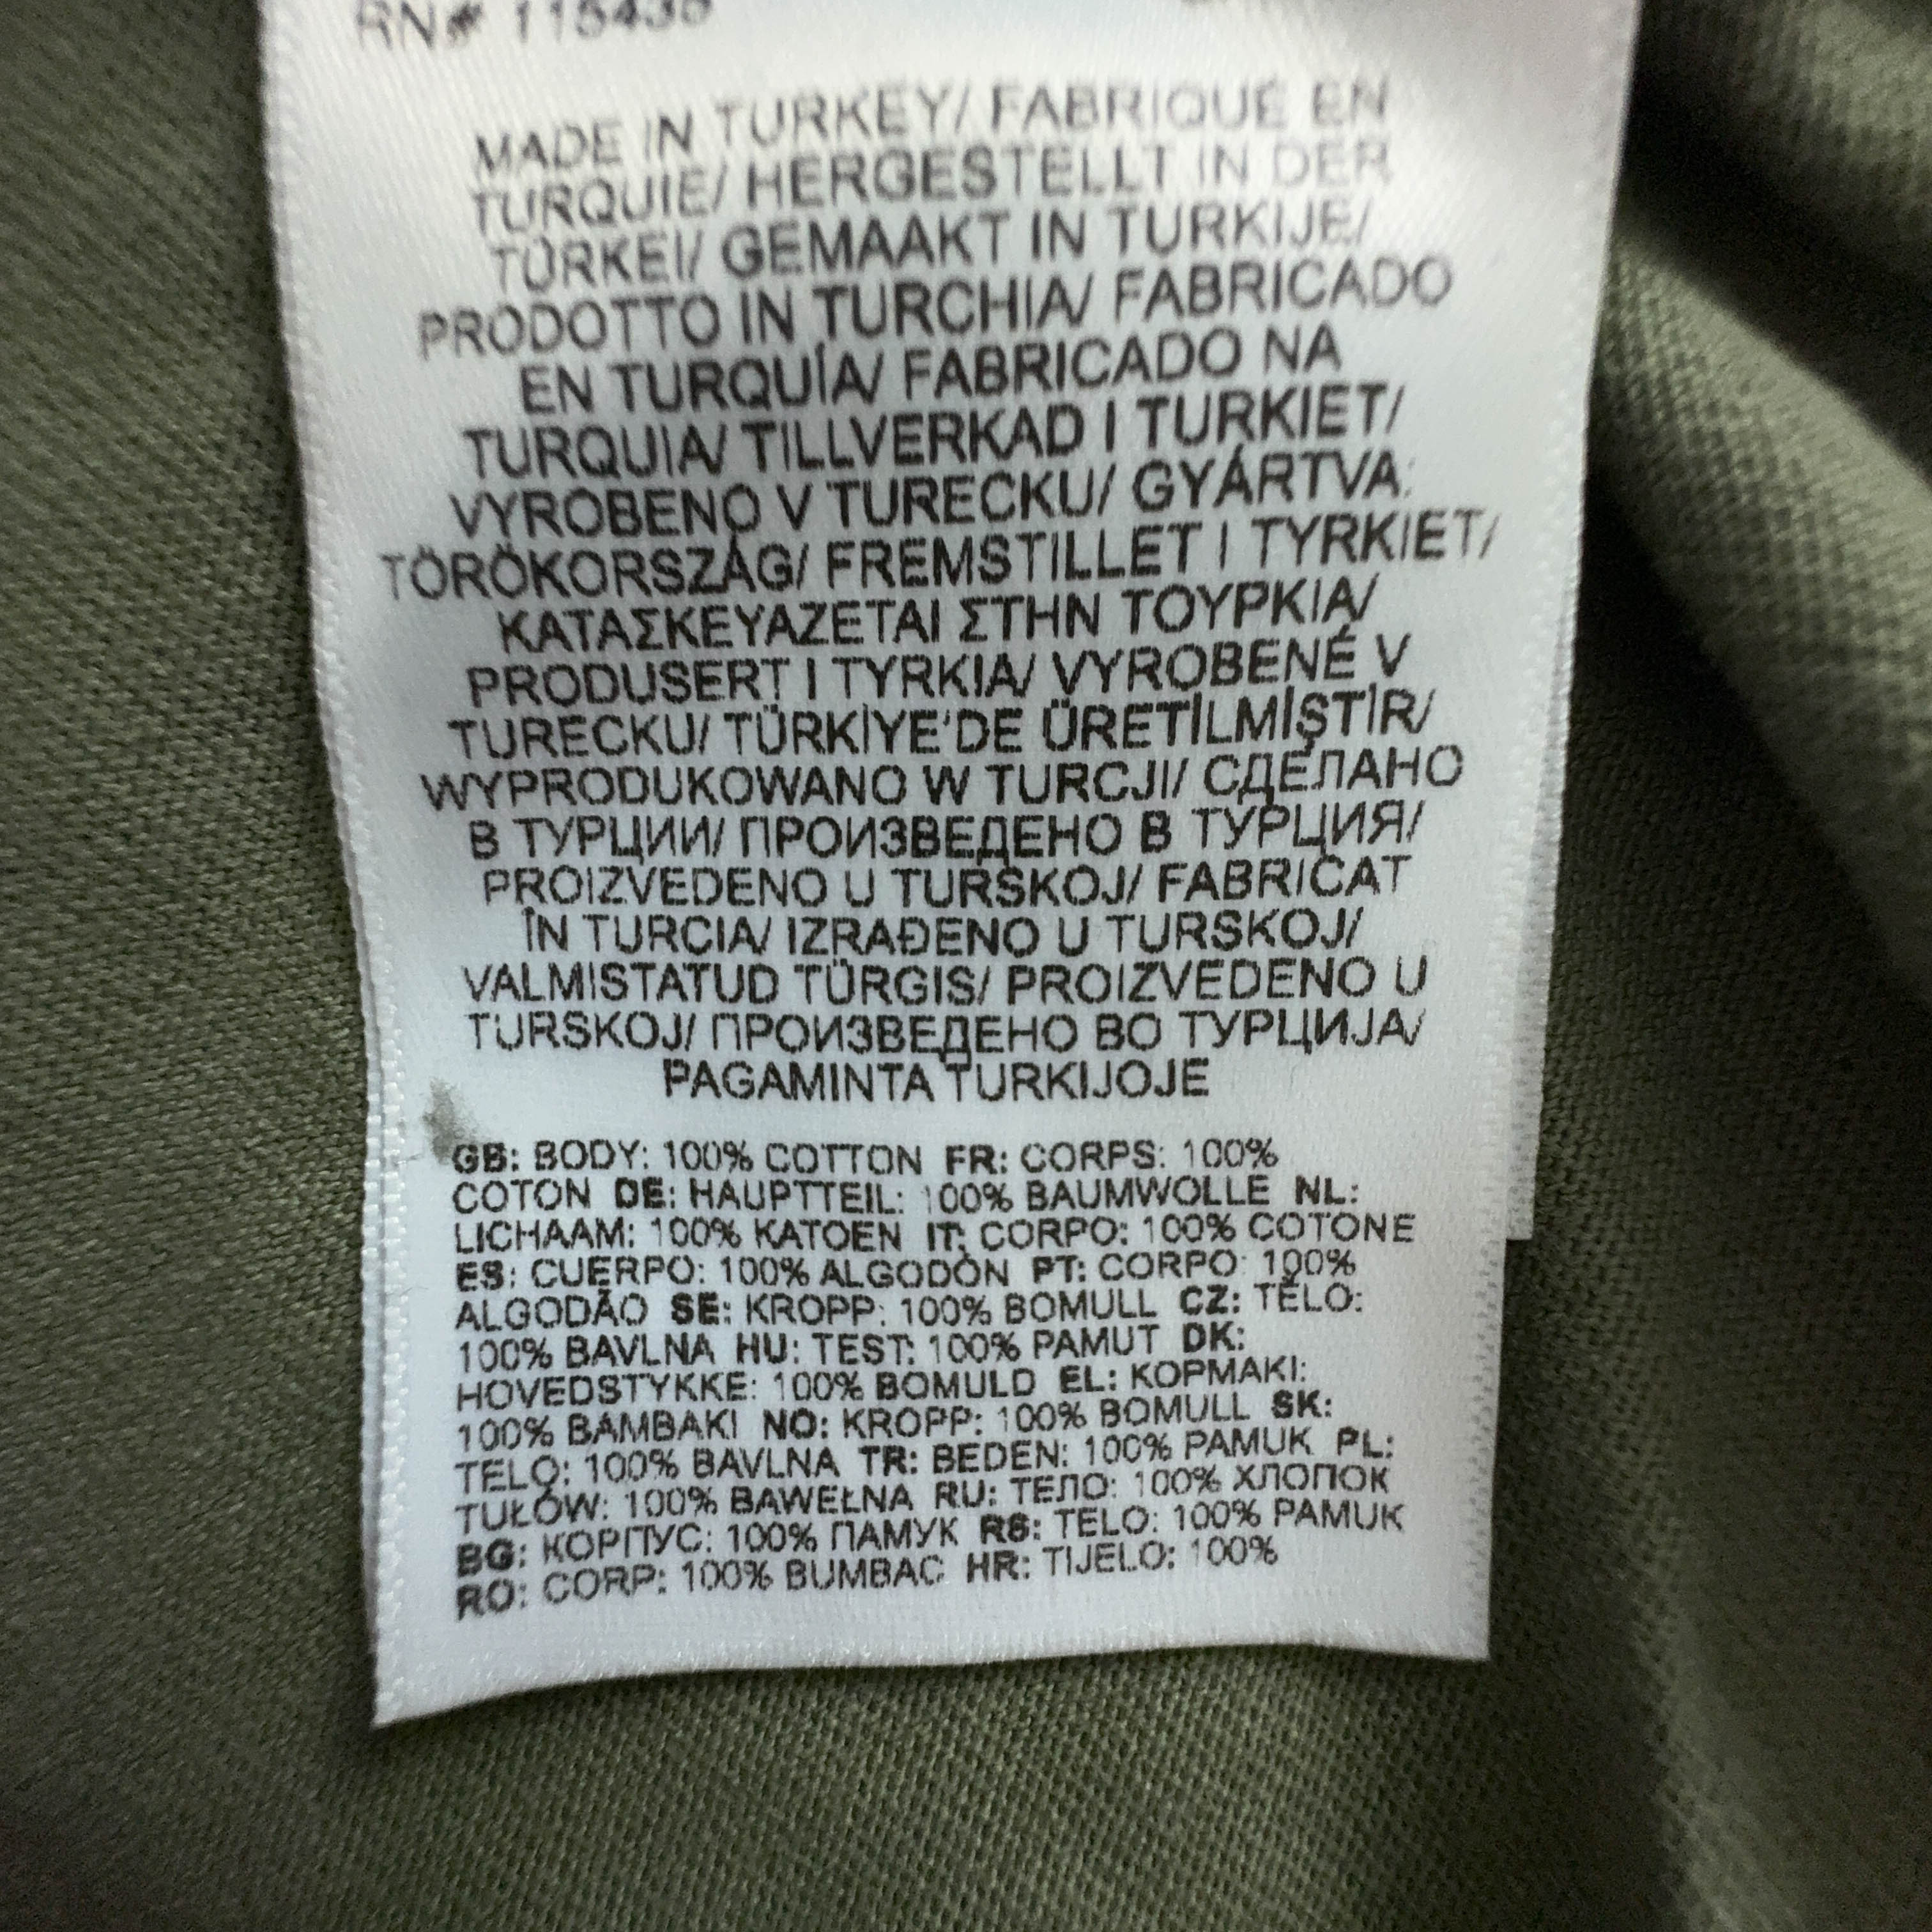 RN# 115438
MADE IN TURKEY/ FABRIQUÉ EN
TURQUIE/ HERGESTELLT IN DER
TÜRKEI/ GEMAAKT IN TURKIJE/
PRODOTTO IN TURCHIA/ FABRICADO
EN TURQUÍA/ FABRICADO NA
TURQUIA/ TILLVERKAD I TURKIET/
VYROBENO V TURECKU/ GYÁRTVA:
TÖRÖKORSZÁG/ FREMSTILLET I TYRKIET/
ΚΑΤΑΣΚΕΥΑΖΕΤΑΙ ΣΤΗΝ ΤΟΥΡΚΙΑ/
PRODUSERT I TYRKIA/ VYROBENÉ V
TURECKU/ TÜRKİYE'DE ÜRETİLMİŞTİR/
WYPRODUKOWANO W TURCJI/ СДЕЛАНО
В ТУРЦИИ/ ПРОИЗВЕДЕНО В ТУРЦИЯ/
PROIZVEDENO U TURSKOJ/ FABRICAT
ÎN TURCIA/ IZRAĐENO U TURSKOJ/
VALMISTATUD TÜRGIS/ PROIZVEDENO U
TURSKOJ/ ПРОИЗВЕДЕНО ВО ТУРЦИЈА/
PAGAMINTA TURKIJOJE
GB: BODY: 100% COTTON FR: CORPS: 100%
COTON DE: HAUPTTEIL: 100% BAUMWOLLE NL:
LICHAAM: 100% KATOEN IT: CORPO: 100% COTONE
ES: CUERPO: 100% ALGODÓN PT: CORPO: 100%
ALGODÃO SE: KROPP: 100% BOMULL CZ: TĚLO:
100% BAVLNA HU: TEST: 100% PAMUT DK:
HOVEDSTYKKE: 100% BOMULD EL: ΚΟΡΜΑΚΙ:
100% ΒΑΜΒΑΚΙ NO: KROPP: 100% BOMULL SK:
TELO: 100% BAVLNA TR: BEDEN: 100% PAMUK PL:
TUŁÓW: 100% BAWEŁNA RU: ТЕЛО: 100% ХЛОПОК
BG: КОРПУС: 100% ПАМУК RS: TELO: 100% PAMUK
RO: CORP: 100% BUMBAC HR: TIJELO: 100%